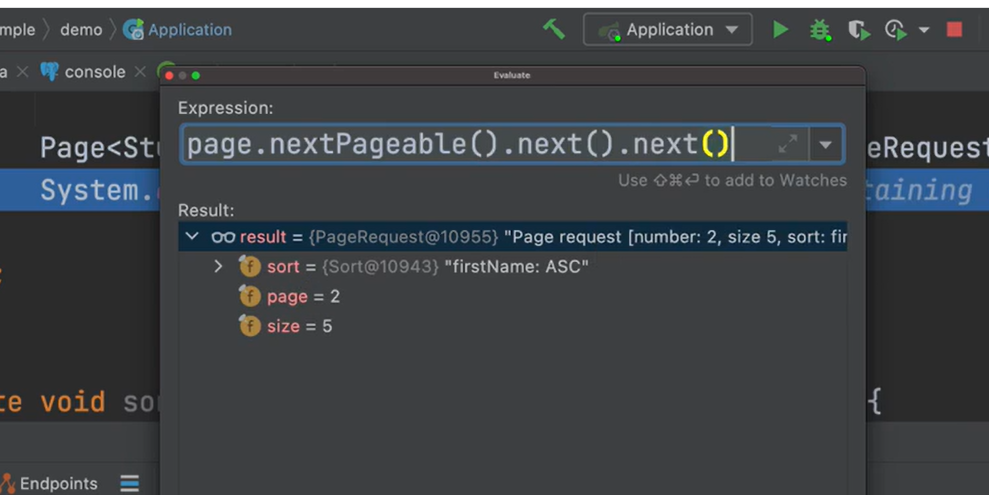 mple demo Application Application
a console
Evaluate
Expression:
Page<Stu eRequest
page.nextPageable().next().next()
System. taining
Use ⇧⌘↵ to add to Watches
Result:
result = {PageRequest@10955} "Page request [number: 2, size 5, sort: fir
sort = {Sort@10943} "firstName: ASC"
page = 2
;
size = 5
te void so {
Endpoints